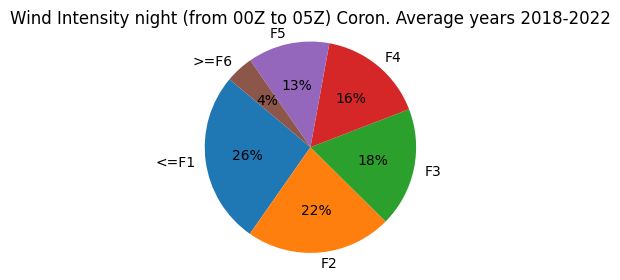 Wind Intensity night (from 00Z to 05Z) Coron. Average years 2018-2022
F5
F4
>=F6
13%
4%
16%
<=F1
26%
18%
F3
22%
F2